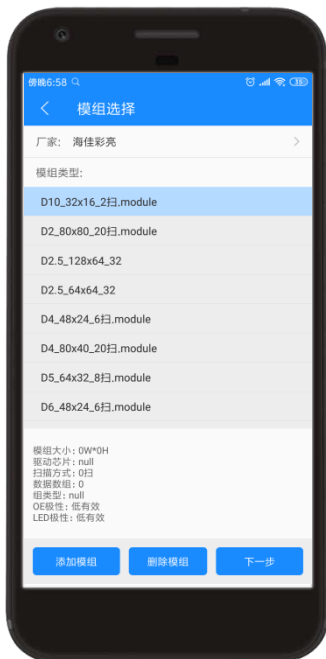 傍晚6:58
35
模组选择
厂家: 海佳彩亮
模组类型:
D10_32x16_2扫.module
D2_80x80_20扫.module
D2.5_128x64_32
D2.5_64x64_32
D4_48x24_6扫.module
D4_80x40_20扫.module
D5_64x32_8扫.module
D6_48x24_6扫.module
模组大小: 0W*0H
驱动芯片: null
扫描方式: 0扫
数据数组: 0
组类型: null
OE极性: 低有效
LED极性: 低有效
添加模组 删除模组 下一步